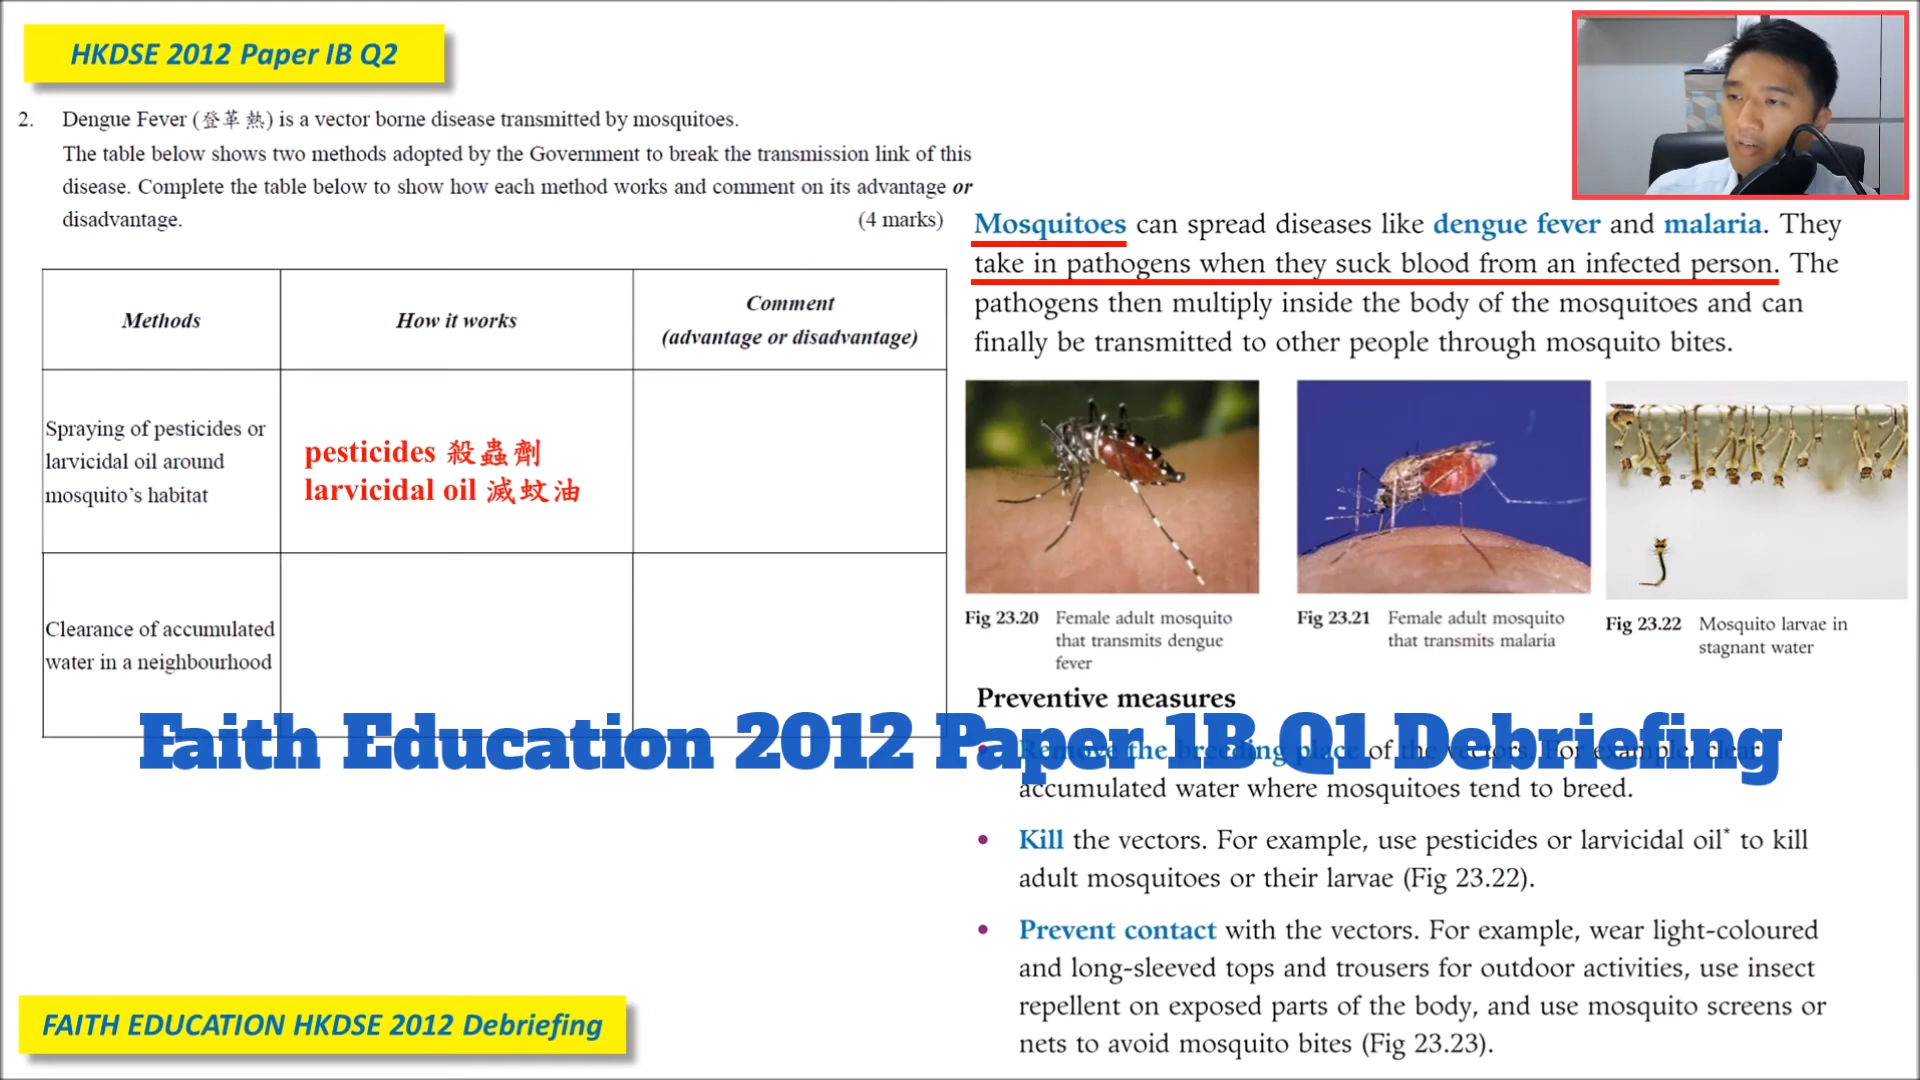 HKDSE 2012 Paper IB Q2
2. Dengue Fever (登革熱) is a vector borne disease transmitted by mosquitoes.
The table below shows two methods adopted by the Government to break the transmission link of this
disease. Complete the table below to show how each method works and comment on its advantage or
disadvantage. (4 marks)
Methods
How it works
Comment
(advantage or disadvantage)
Spraying of pesticides or
larvicidal oil around
mosquito's habitat
pesticides 殺蟲劑
larvicidal oil 滅蚊油
Clearance of accumulated
water in a neighbourhood
Mosquitoes can spread diseases like dengue fever and malaria. They
take in pathogens when they suck blood from an infected person. The
pathogens then multiply inside the body of the mosquitoes and can
finally be transmitted to other people through mosquito bites.
Fig 23.20 Female adult mosquito
that transmits dengue
fever
Fig 23.21 Female adult mosquito
that transmits malaria
Fig 23.22 Mosquito larvae in
stagnant water
Preventive measures
Faith Education 2012 Paper 1B Q1 Debriefing
• Remove the breeding place of the vectors. For example, clear
accumulated water where mosquitoes tend to breed.
• Kill the vectors. For example, use pesticides or larvicidal oil* to kill
adult mosquitoes or their larvae (Fig 23.22).
• Prevent contact with the vectors. For example, wear light-coloured
and long-sleeved tops and trousers for outdoor activities, use insect
repellent on exposed parts of the body, and use mosquito screens or
nets to avoid mosquito bites (Fig 23.23).
FAITH EDUCATION HKDSE 2012 Debriefing